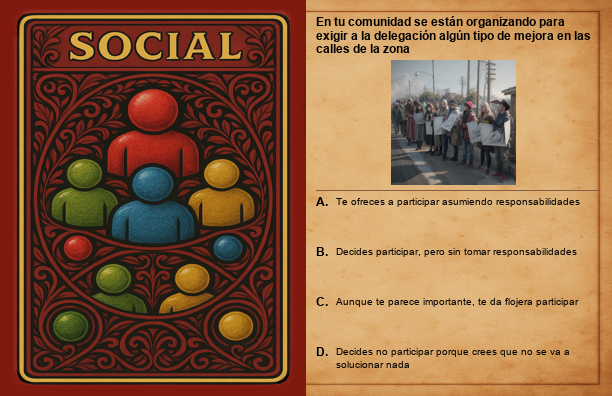 SOCIAL
En tu comunidad se están organizando para
exigir a la delegación algún tipo de mejora en las
calles de la zona
A. Te ofreces a participar asumiendo responsabilidades
B. Decides participar, pero sin tomar responsabilidades
C. Aunque te parece importante, te da flojera participar
D. Decides no participar porque crees que no se va a
solucionar nada